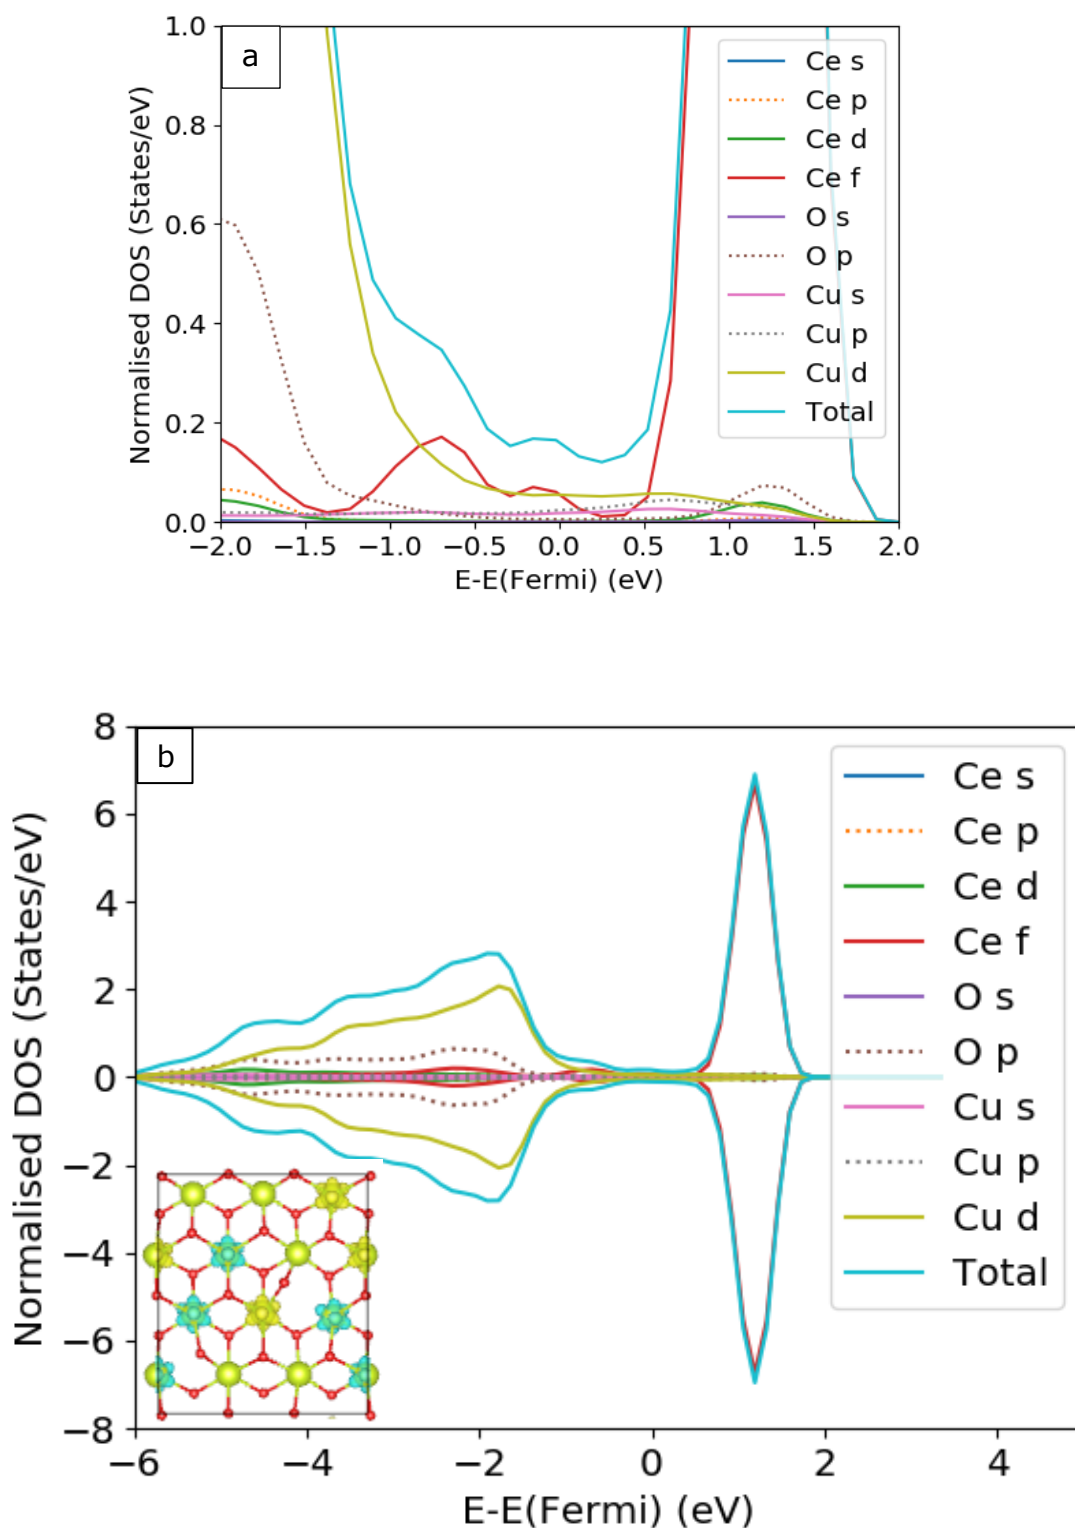 a
1.0
0.8
0.6
0.4
0.2
0.0
Normalised DOS (States/eV)
Ce s
Ce p
Ce d
Ce f
O s
O p
Cu s
Cu p
Cu d
Total
−2.0 −1.5 −1.0 −0.5 0.0 0.5 1.0 1.5 2.0
E-E(Fermi) (eV)
b
8
6
4
2
0
−2
−4
−6
−8
Normalised DOS (States/eV)
Ce s
Ce p
Ce d
Ce f
O s
O p
Cu s
Cu p
Cu d
Total
−6 −4 −2 0 2 4
E-E(Fermi) (eV)